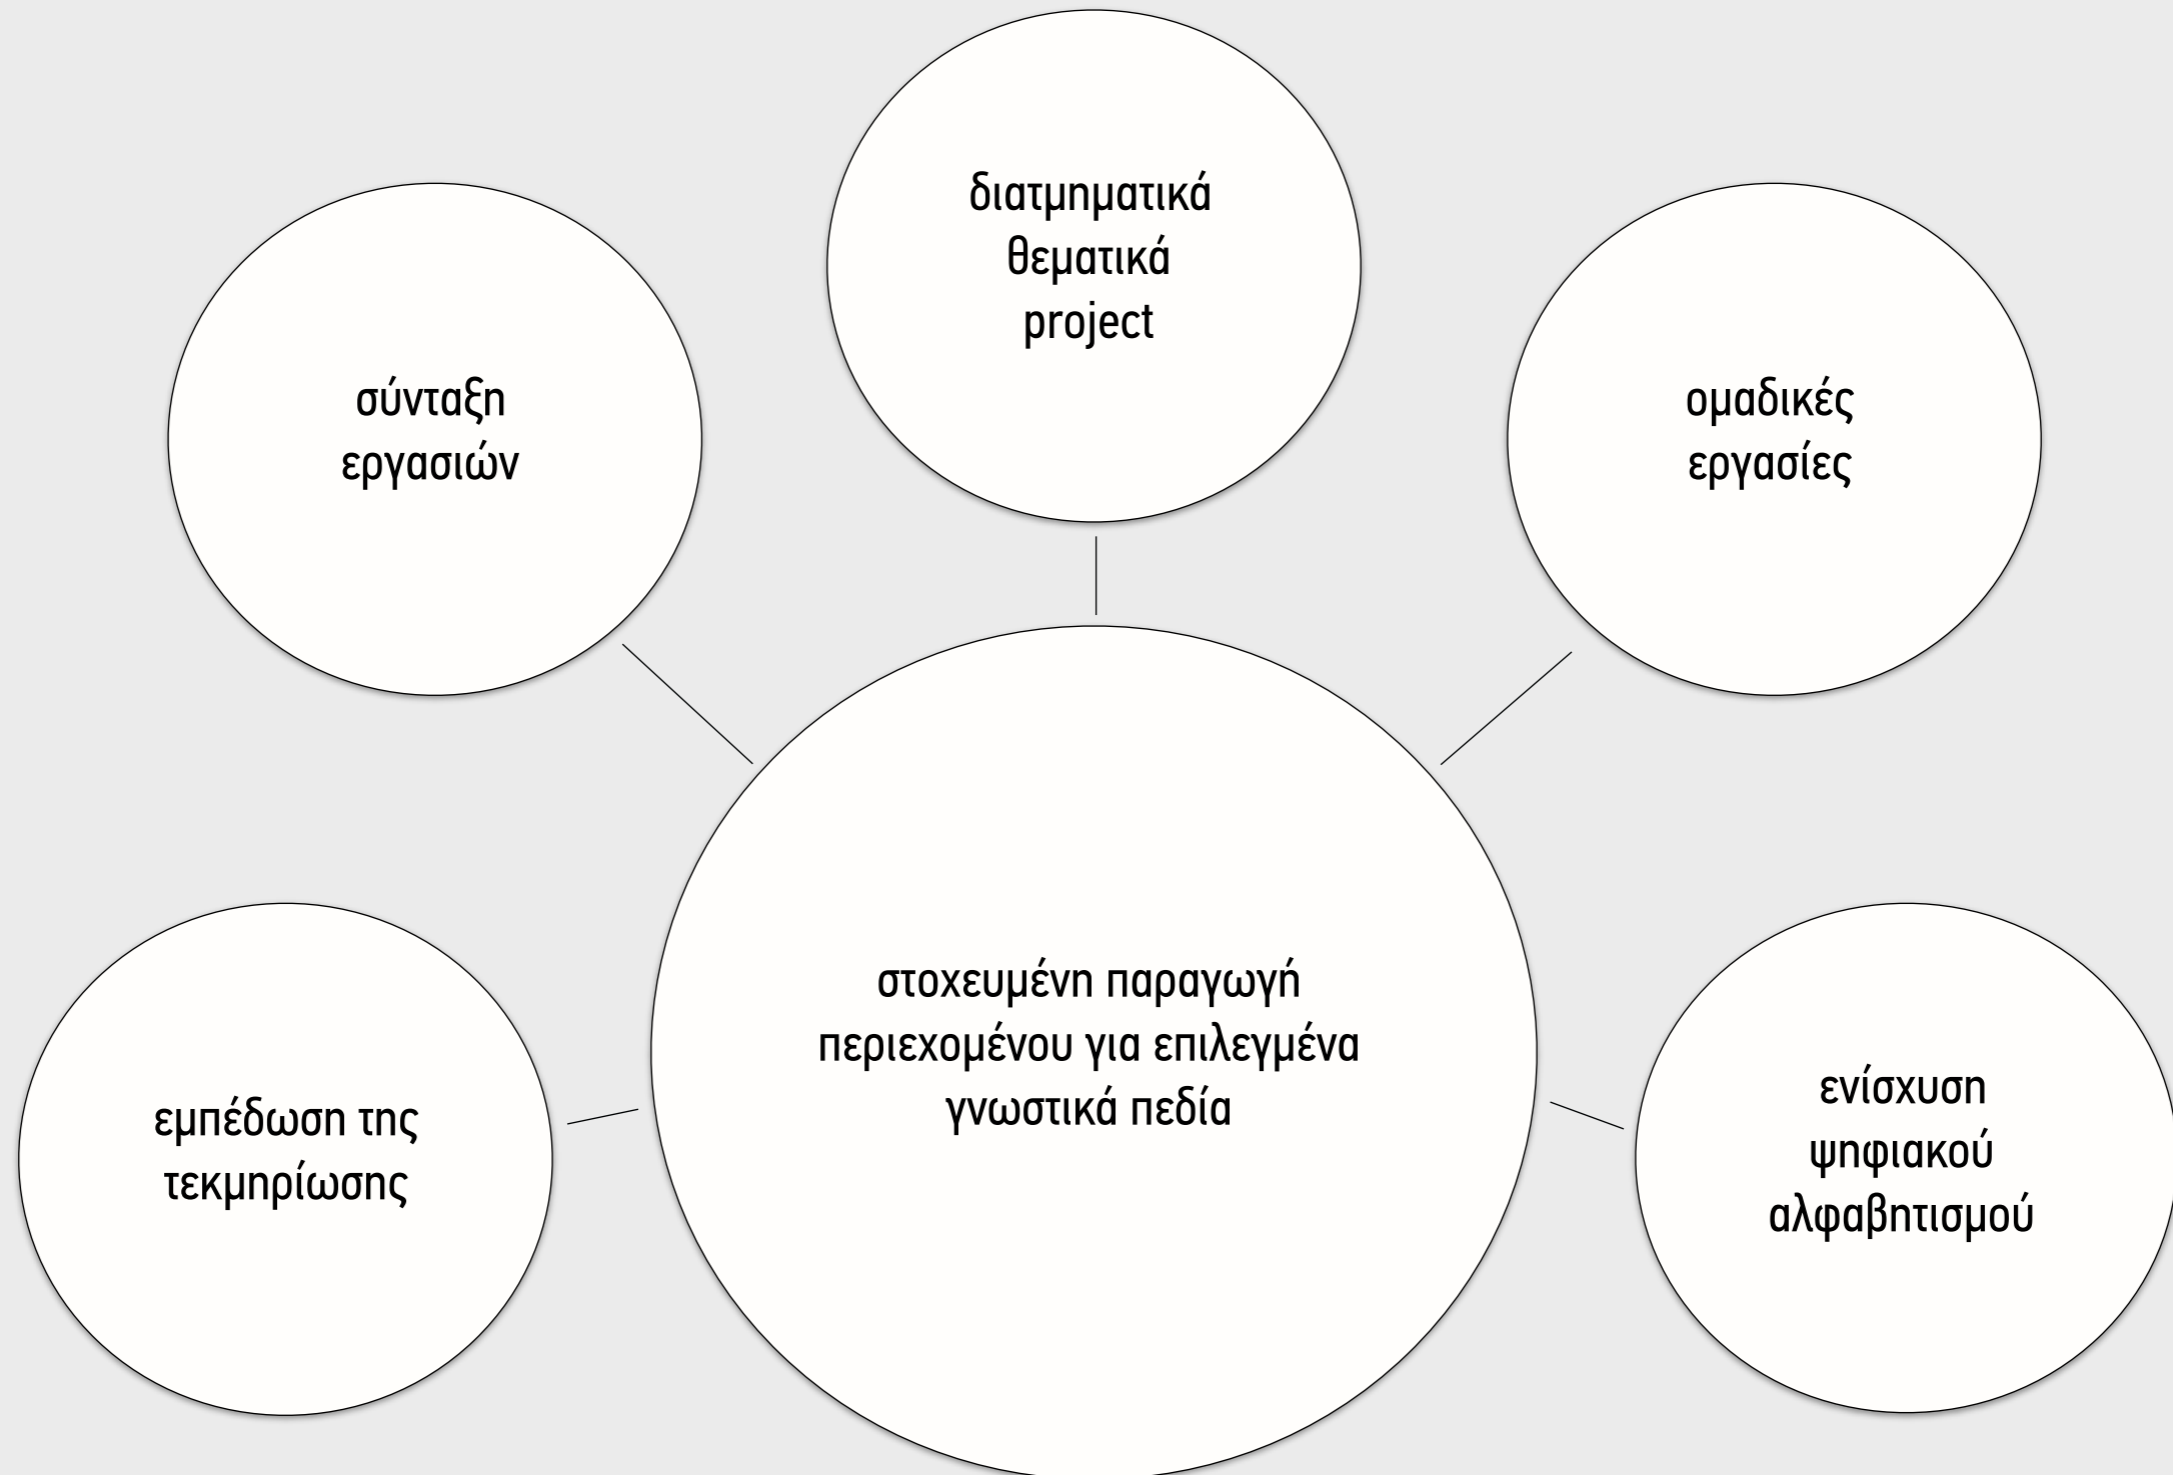 διατμηματικά
θεματικά
project
σύνταξη
εργασιών
ομαδικές
εργασίες
στοχευμένη παραγωγή
περιεχομένου για επιλεγμένα
γνωστικά πεδία
εμπέδωση της
τεκμηρίωσης
ενίσχυση
ψηφιακού
αλφαβητισμού